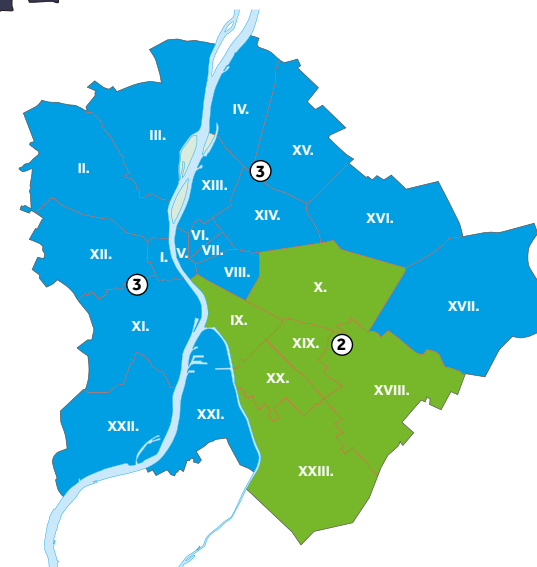 IV.
III.
XV.
3
II.
XIII.
XIV.
XVI.
VI.
XII.
I.
V.
VII.
VIII.
3
X.
XVII.
IX.
XI.
XIX.
2
XX.
XVIII.
XXI.
XXII.
XXIII.